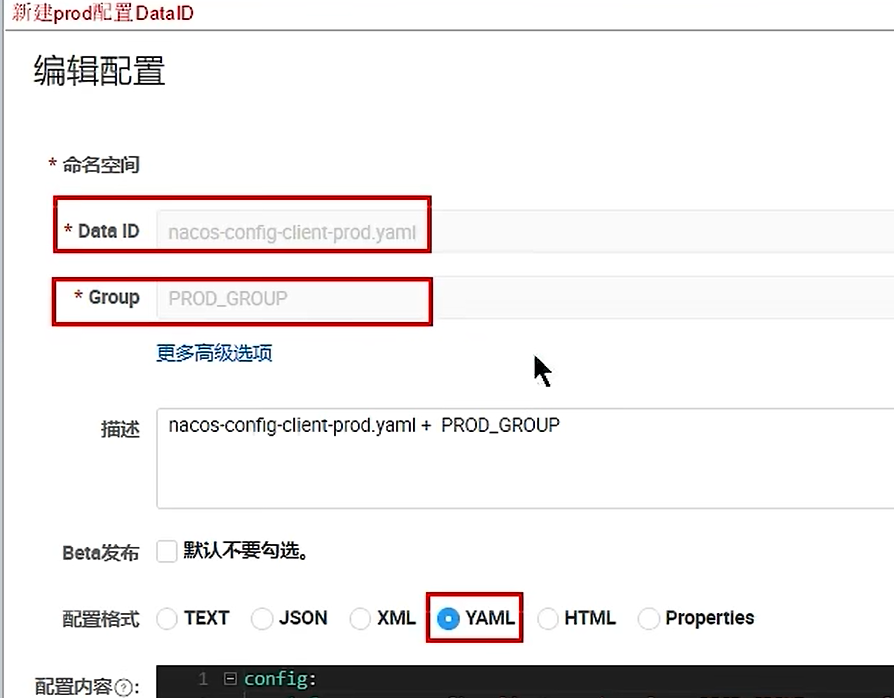 新建prod配置DataID
编辑配置
* 命名空间
* Data ID nacos-config-client-prod.yaml
* Group PROD_GROUP
更多高级选项
描述 nacos-config-client-prod.yaml + PROD_GROUP
Beta发布 默认不要勾选。
配置格式 TEXT JSON XML YAML HTML Properties
配置内容?: 1 config: